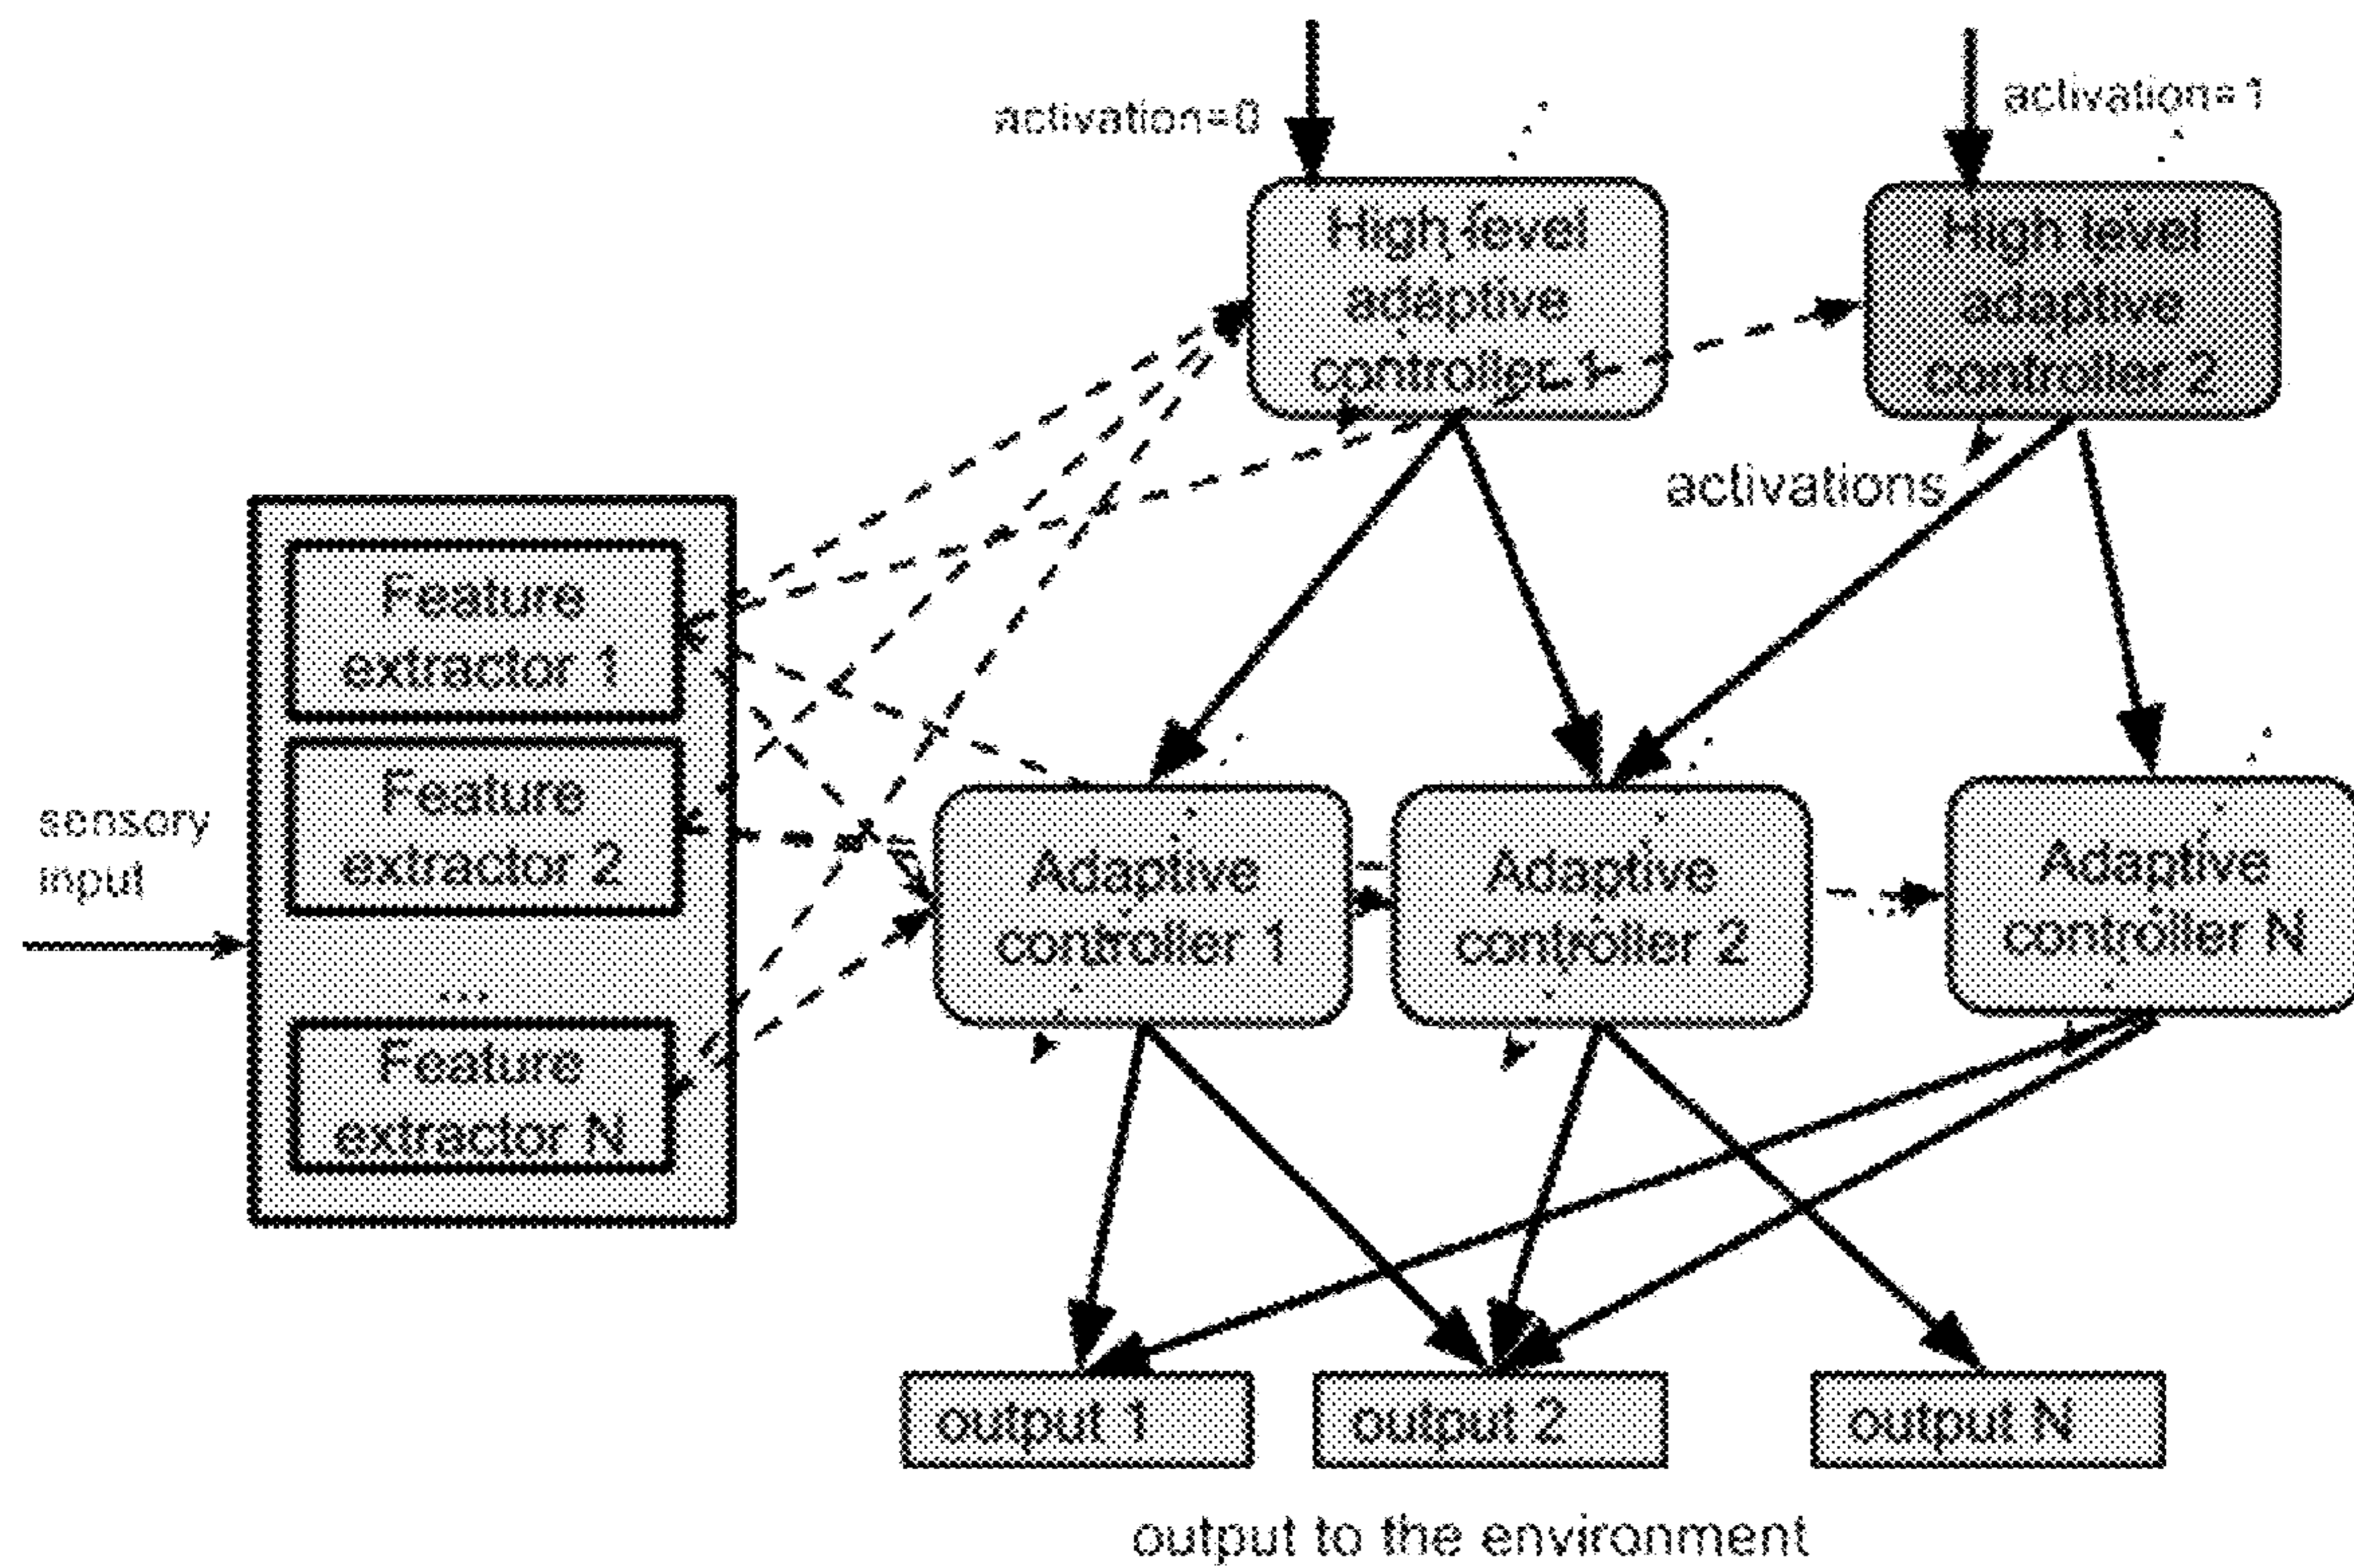 activation=0
activation=1
High level
adaptive
controller 1
High level
adaptive
controller 2
activations
Feature
extractor 1
Feature
extractor 2
...
Feature
extractor N
sensory
input
Adaptive
controller 1
Adaptive
controller 2
Adaptive
controller N
output 1
output 2
output N
output to the environment